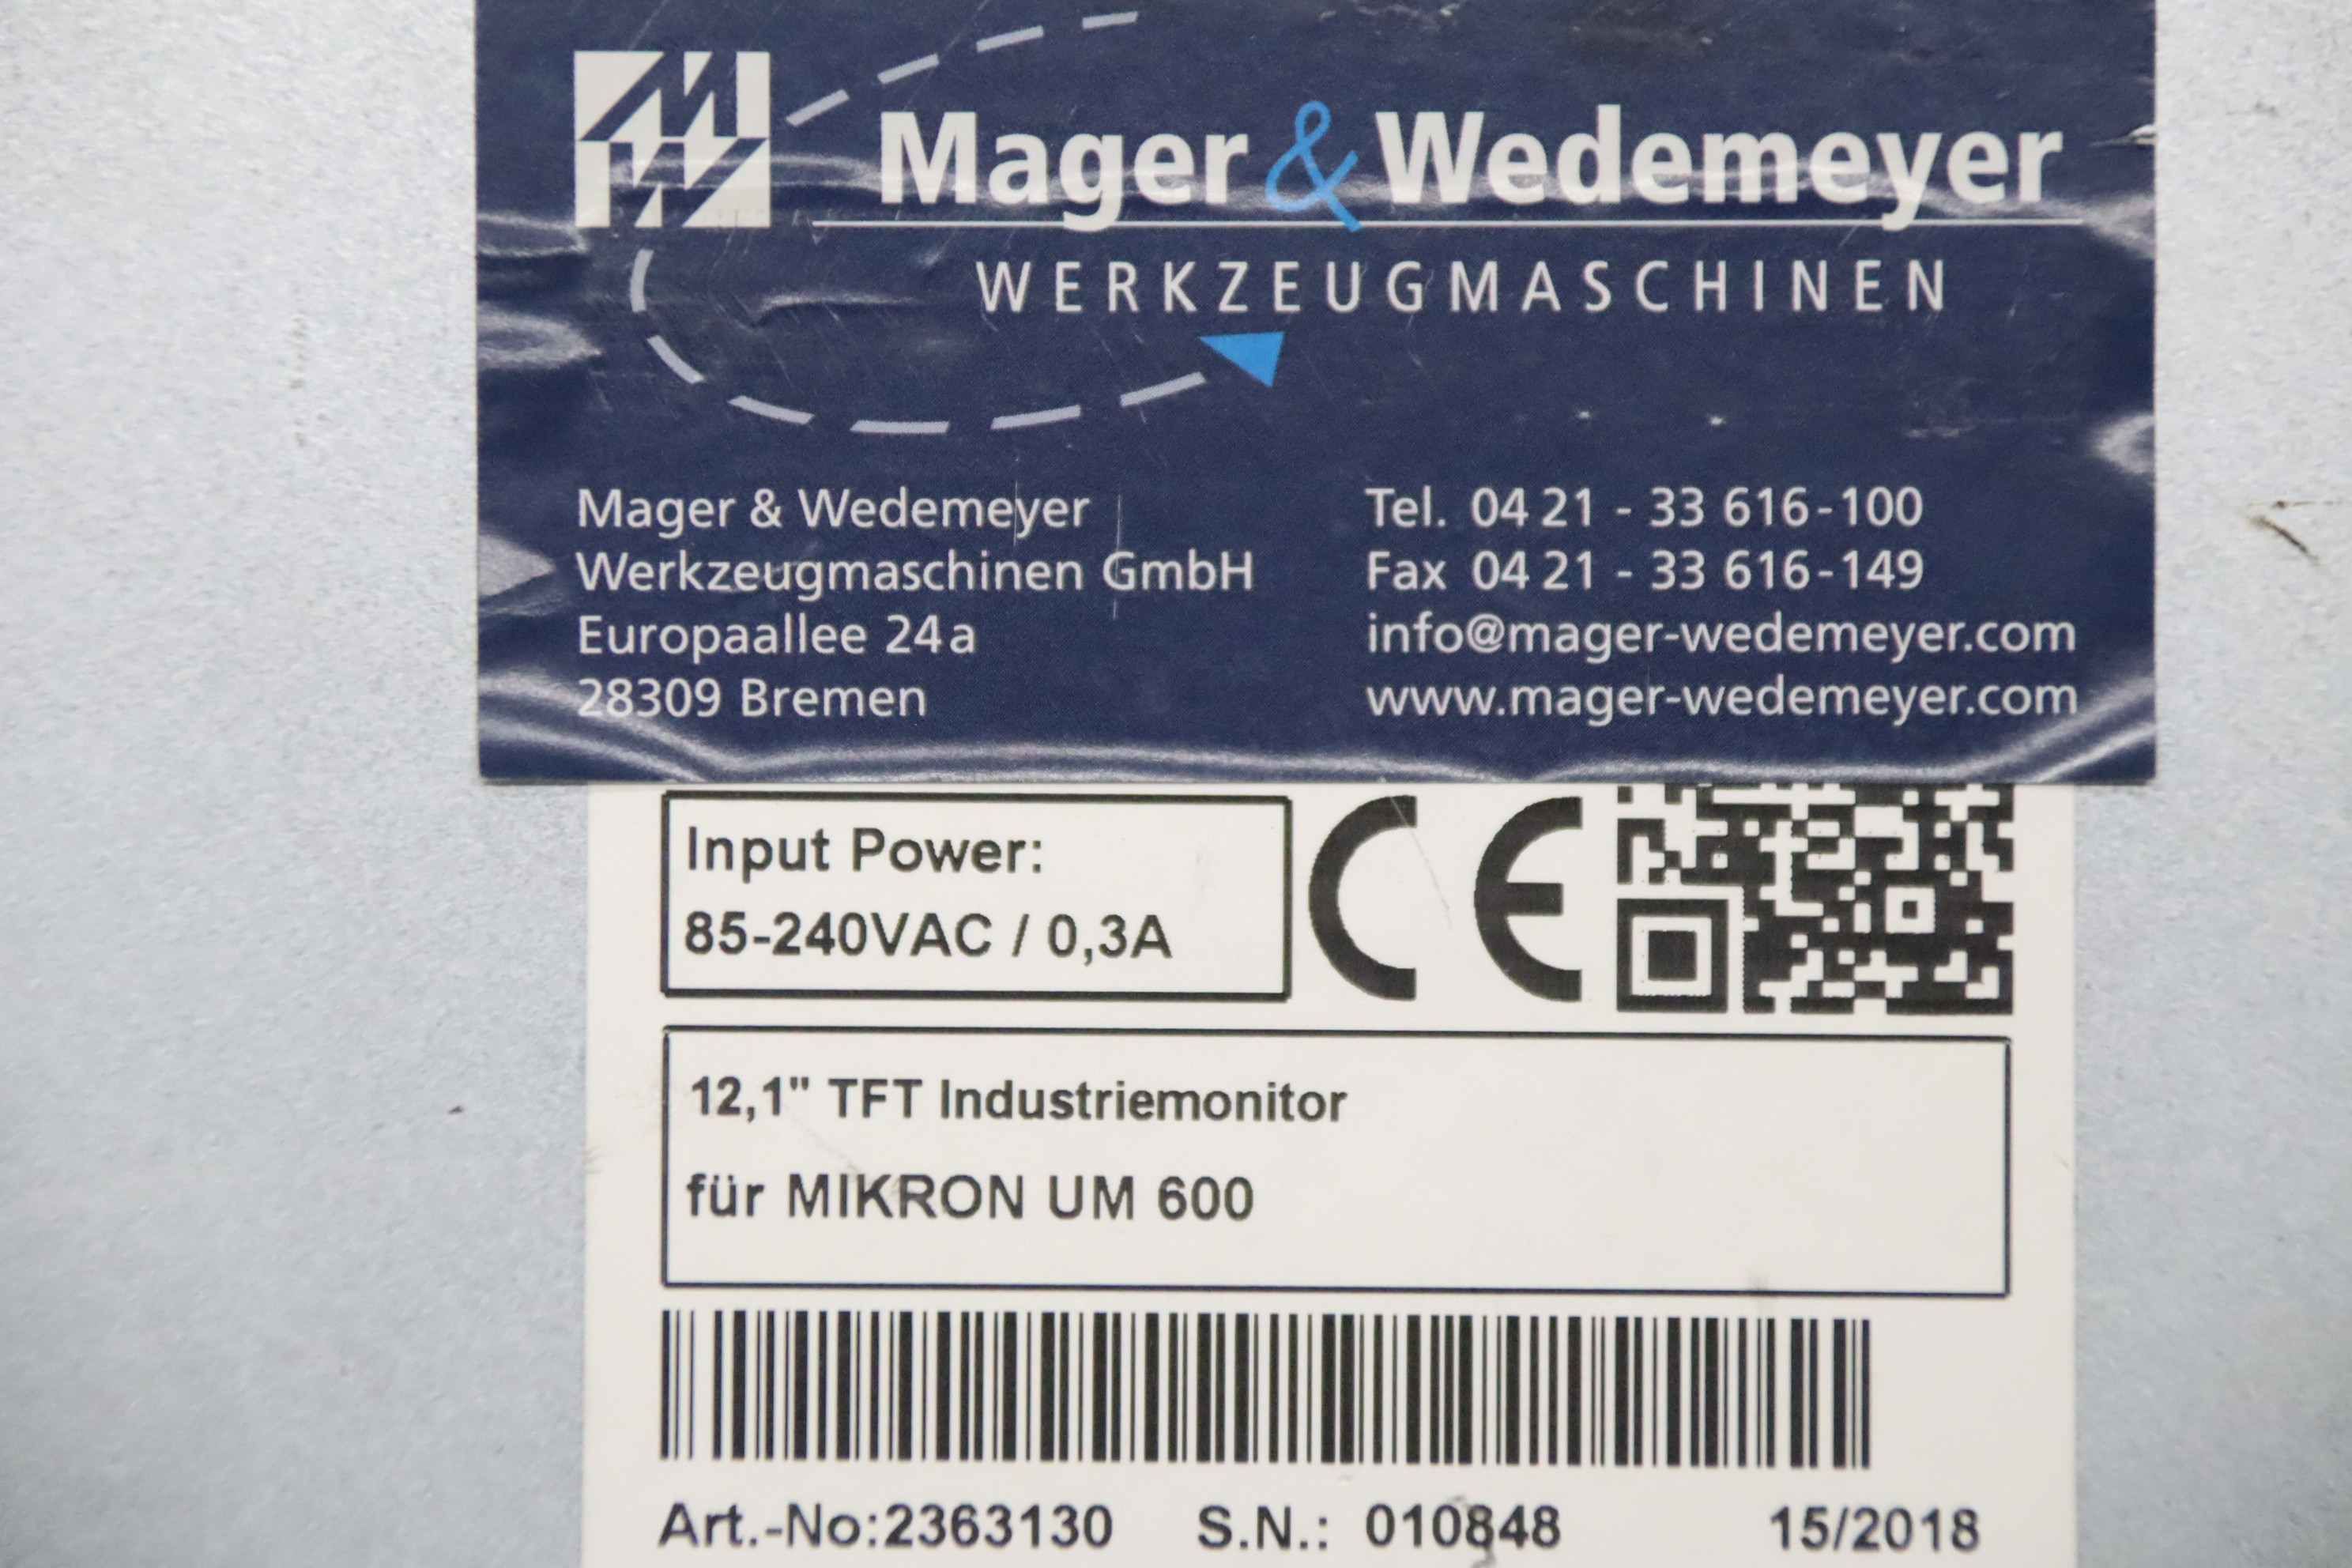 Mager & Wedemeyer
WERKZEUGMASCHINEN
Mager & Wedemeyer
Werkzeugmaschinen GmbH
Europaallee 24a
28309 Bremen
Tel. 04 21 - 33 616-100
Fax 04 21 - 33 616-149
info@mager-wedemeyer.com
www.mager-wedemeyer.com
Input Power:
85-240VAC / 0,3A
CE
12,1" TFT Industriemonitor
für MIKRON UM 600
Art.-No:2363130 S.N.: 010848 15/2018